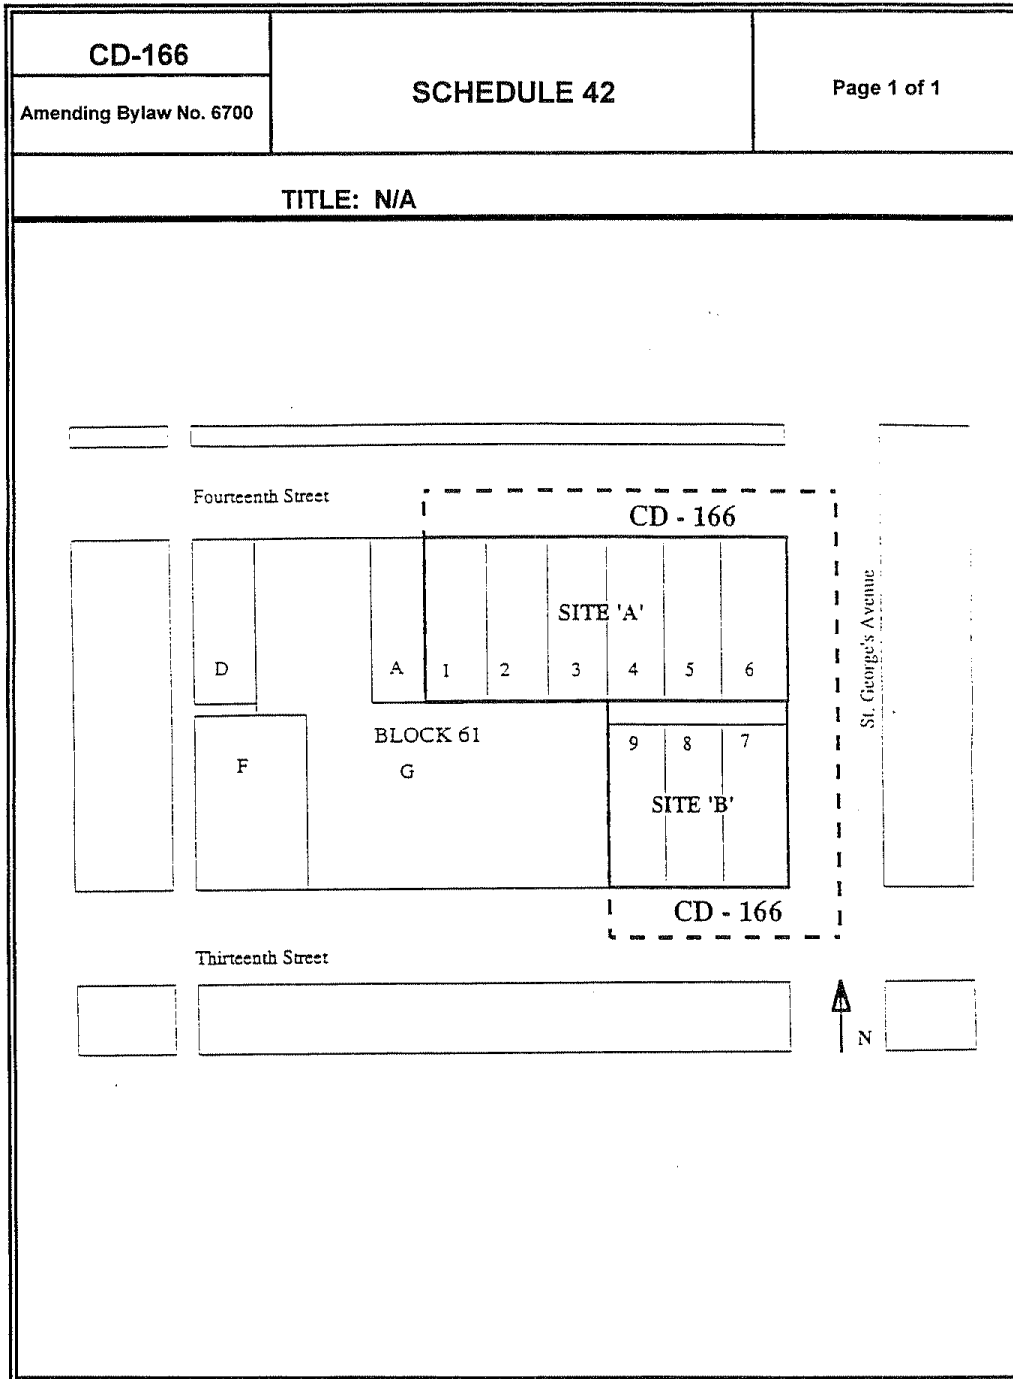 CD-166
Amending Bylaw No. 6700
SCHEDULE 42
Page 1 of 1
TITLE: N/A
Fourteenth Street
CD - 166
SITE 'A'
D
A
1
2
3
4
5
6
St. George's Avenue
BLOCK 61
G
F
9
8
7
SITE 'B'
CD - 166
Thirteenth Street
N